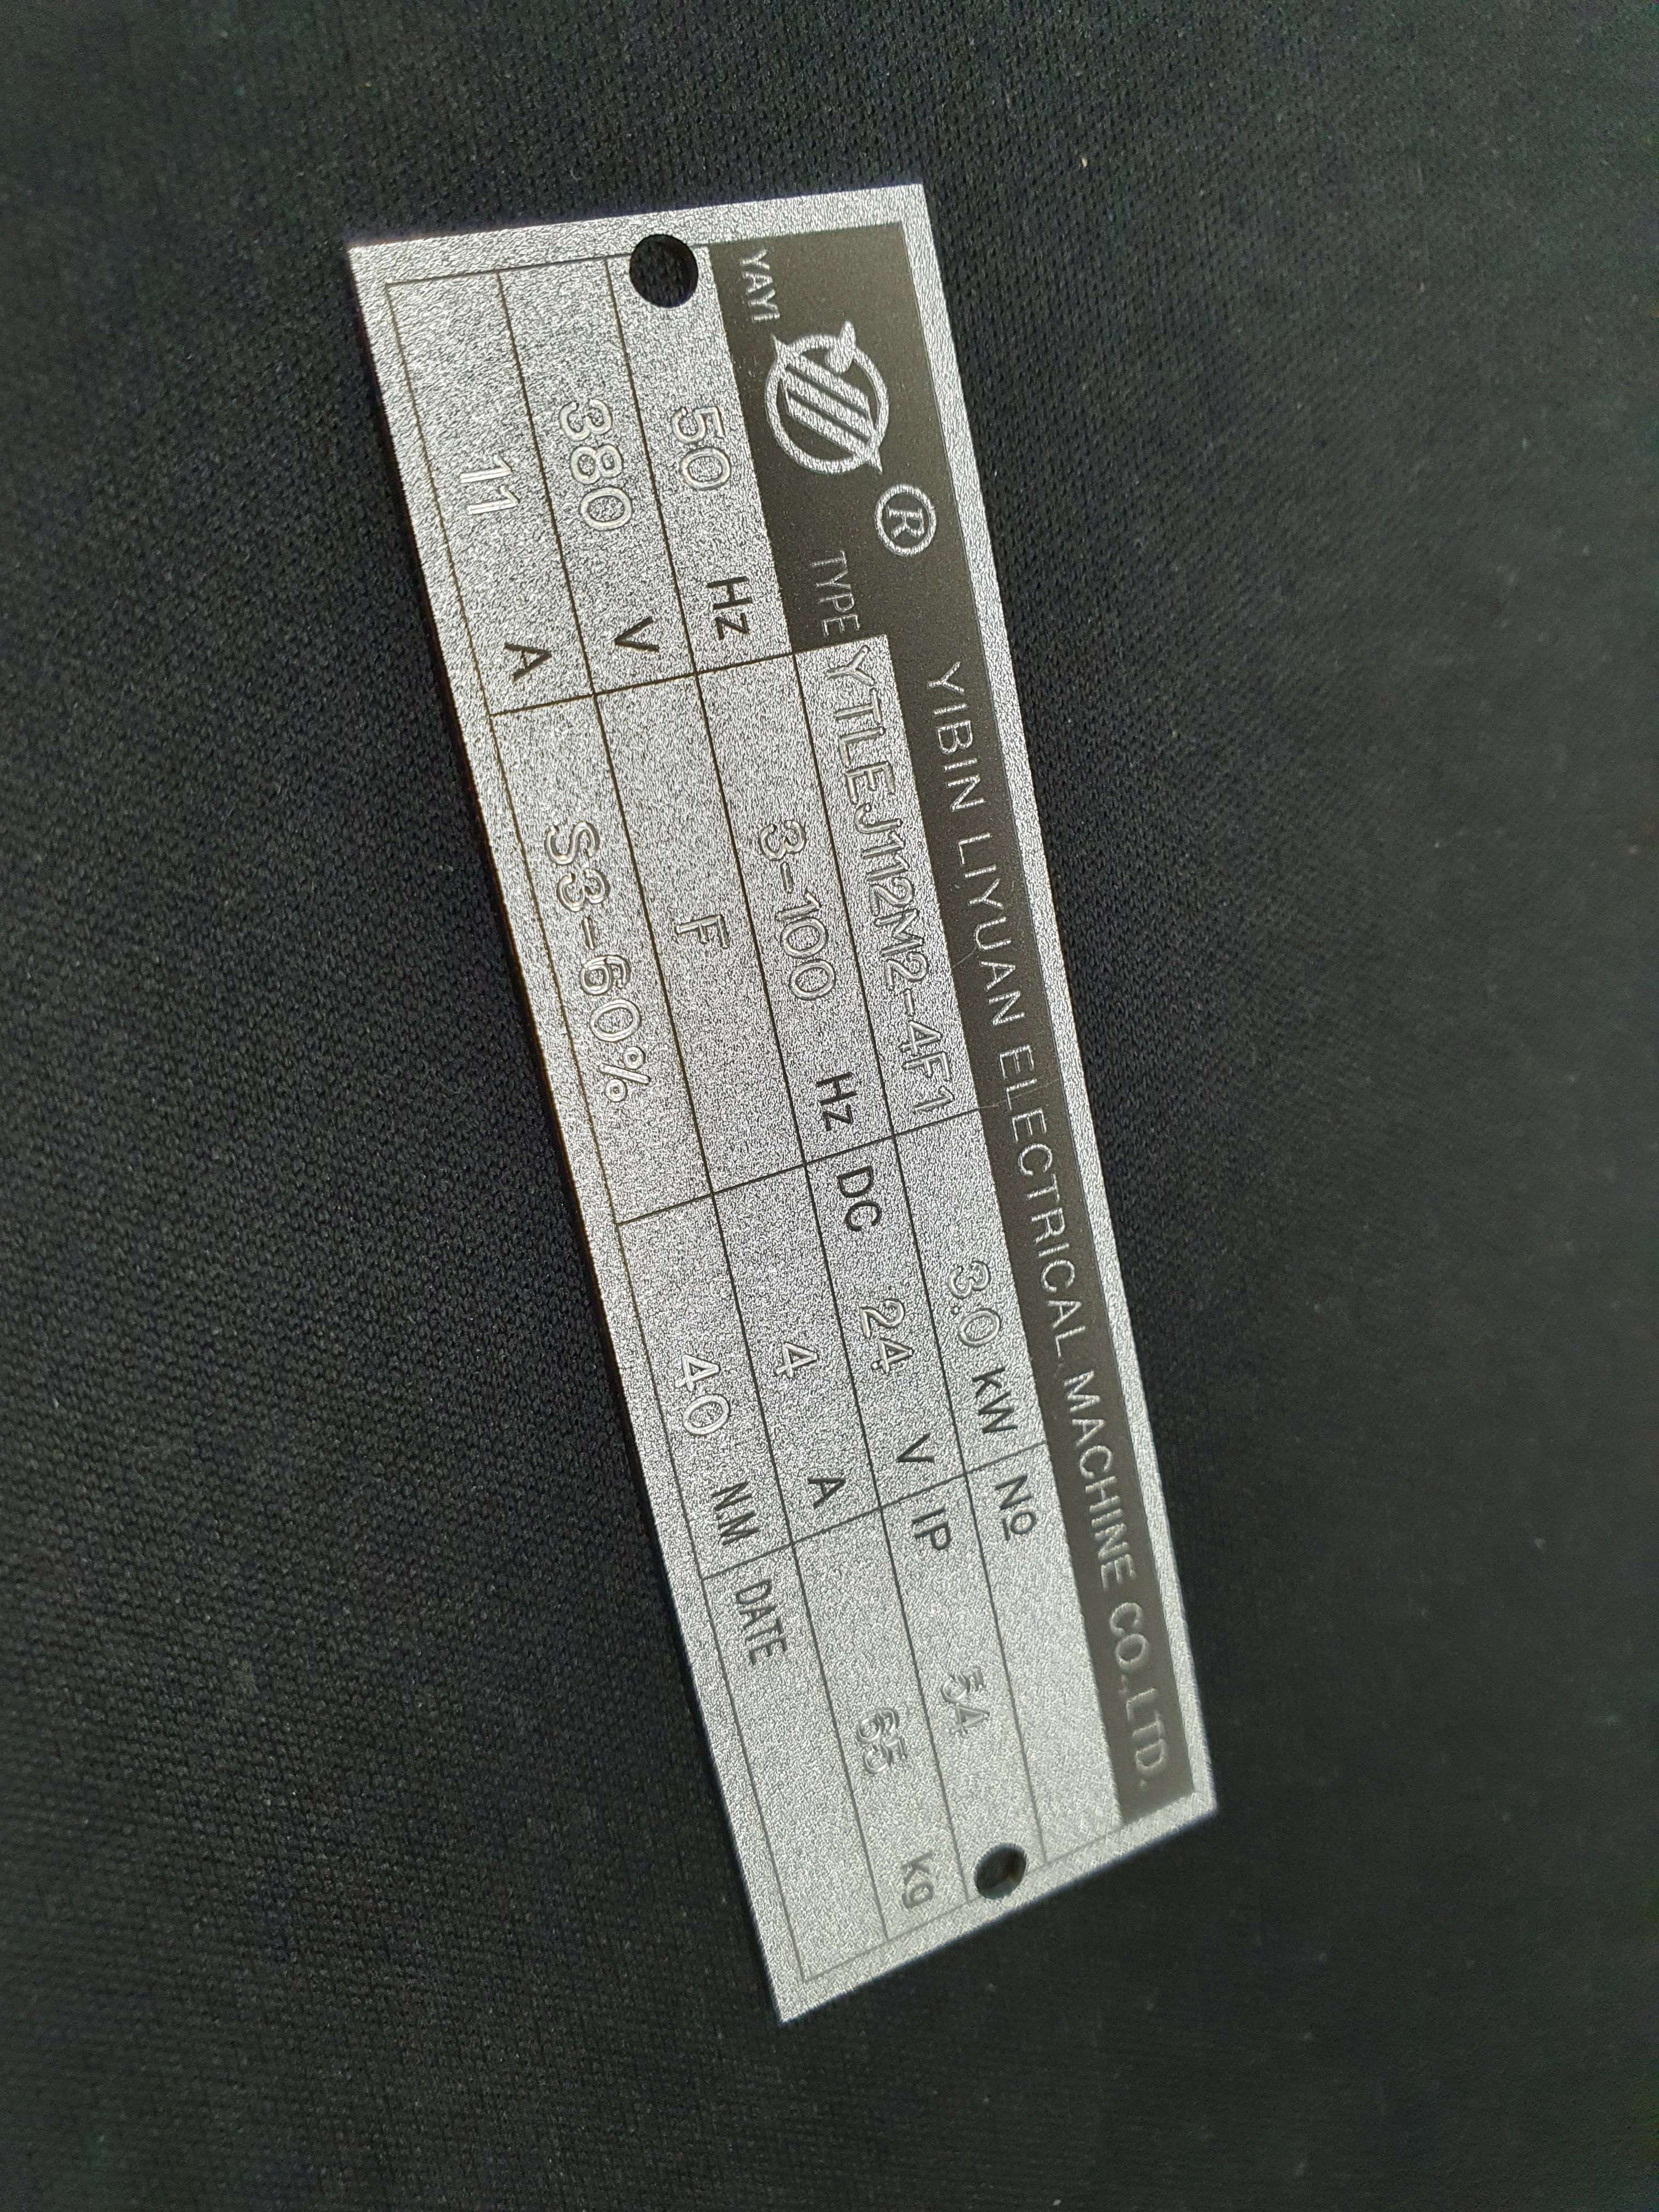 ® YIBIN LIYUAN ELECTRICAL MACHINE CO.,LTD.
YAYI TYPE YTLEJ112M2-4F1 3.0 kW Nº
50 Hz 3-100 Hz DC 24 V IP 54
380 V F 4 A 65 kg
11 A S3-60% 40 N.M DATE